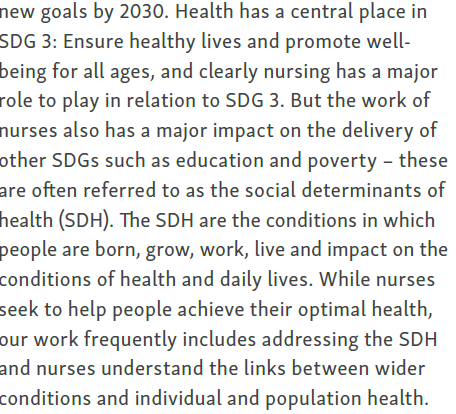 new goals by 2030. Health has a central place in
SDG 3: Ensure healthy lives and promote well-
being for all ages, and clearly nursing has a major
role to play in relation to SDG 3. But the work of
nurses also has a major impact on the delivery of
other SDGs such as education and poverty – these
are often referred to as the social determinants of
health (SDH). The SDH are the conditions in which
people are born, grow, work, live and impact on the
conditions of health and daily lives. While nurses
seek to help people achieve their optimal health,
our work frequently includes addressing the SDH
and nurses understand the links between wider
conditions and individual and population health.